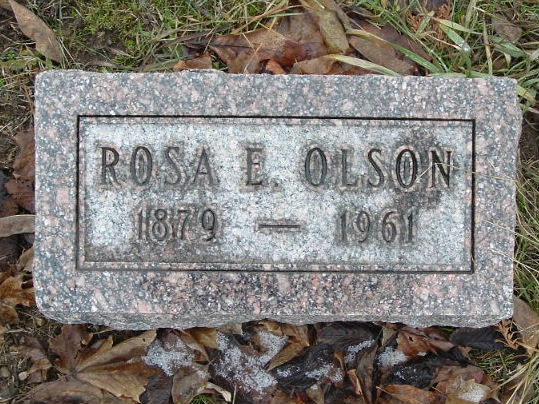 ROSA E. OLSON
1879 — 1961